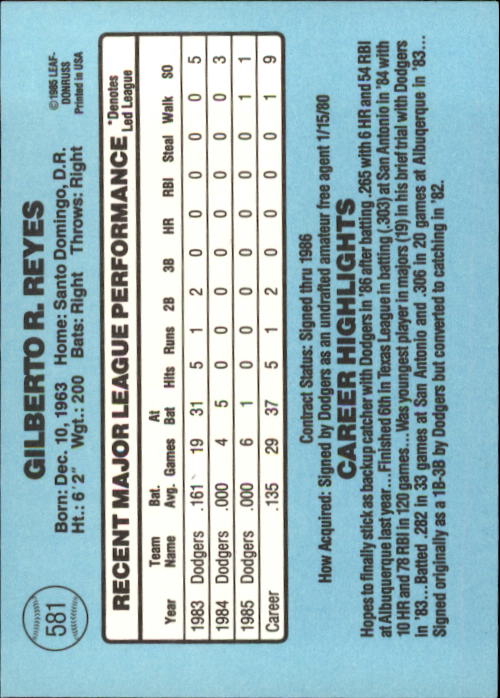 581
GILBERTO R. REYES
©1985 LEAF-
DONRUSS
Printed in USA
Born: Dec. 10, 1963 Home: Santo Domingo, D.R.
Ht.: 6' 2" Wgt.: 200 Bats: Right Throws: Right
RECENT MAJOR LEAGUE PERFORMANCE *Denotes
Led League
Year Team Name Bat. Avg. Games At Bat Hits Runs 2B 3B HR RBI Steal Walk SO
1983 Dodgers .161 19 31 5 1 2 0 0 0 0 0 5
1984 Dodgers .000 4 5 0 0 0 0 0 0 0 0 3
1985 Dodgers .000 6 1 0 0 0 0 0 0 0 1 1
Career .135 29 37 5 1 2 0 0 0 0 1 9
Contract Status: Signed thru 1986
How Acquired: Signed by Dodgers as an undrafted amateur free agent 1/15/80
CAREER HIGHLIGHTS
Hopes to finally stick as backup catcher with Dodgers in '86 after batting .265 with 6 HR and 54 RBI
at Albuquerque last year...Finished 6th in Texas League in batting (.303) at San Antonio in '84 with
10 HR and 78 RBI in 120 games...Was youngest player in majors (19) in his brief trial with Dodgers
in '83...Batted .282 in 33 games at San Antonio and .306 in 20 games at Albuquerque in '83...
Signed originally as a 1B-3B by Dodgers but converted to catching in '82.